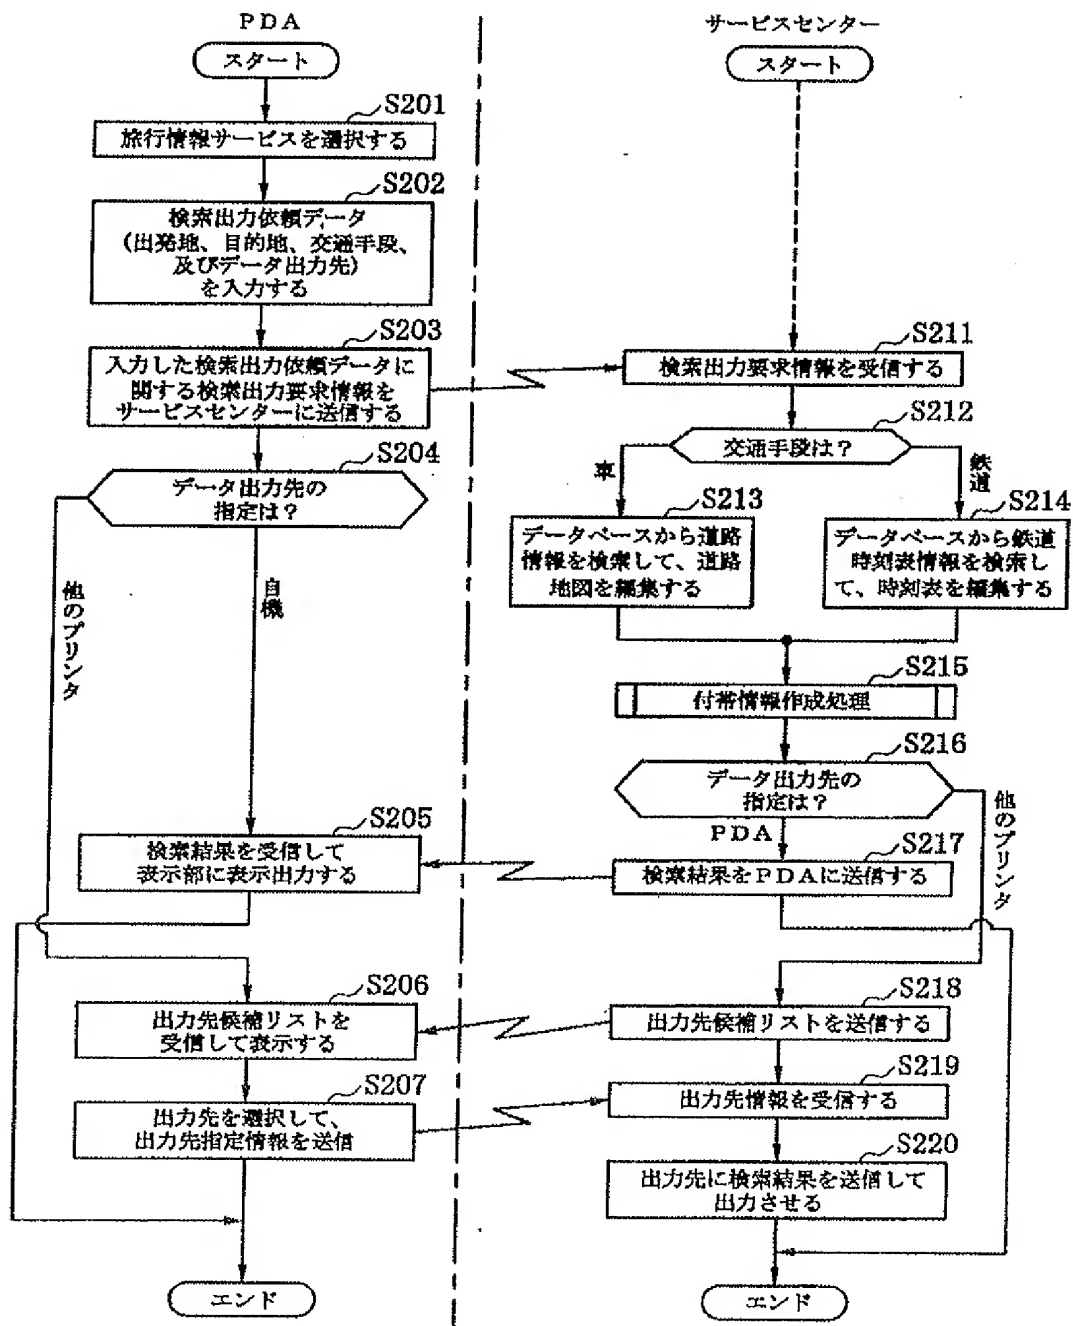 PDA
スタート
S201
旅行情報サービスを選択する
S202
検索出力依頼データ
(出発地、目的地、交通手段、
及びデータ出力先)
を入力する
S203
入力した検索出力依頼データに
関する検索出力要求情報を
サービスセンターに送信する
S204
データ出力先の
指定は?
他のプリンタ
自機
S205
検索結果を受信して
表示部に表示出力する
S206
出力先候補リストを
受信して表示する
S207
出力先を選択して、
出力先指定情報を送信
エンド
サービスセンター
スタート
S211
検索出力要求情報を受信する
S212
交通手段は?
車
鉄道
S213
データベースから道路
情報を検索して、道路
地図を編集する
S214
データベースから鉄道
時刻表情報を検索し
て、時刻表を編集する
S215
付帯情報作成処理
S216
データ出力先の
指定は?
PDA
他のプリンタ
S217
検索結果をPDAに送信する
S218
出力先候補リストを送信する
S219
出力先情報を受信する
S220
出力先に検索結果を送信して
出力させる
エンド